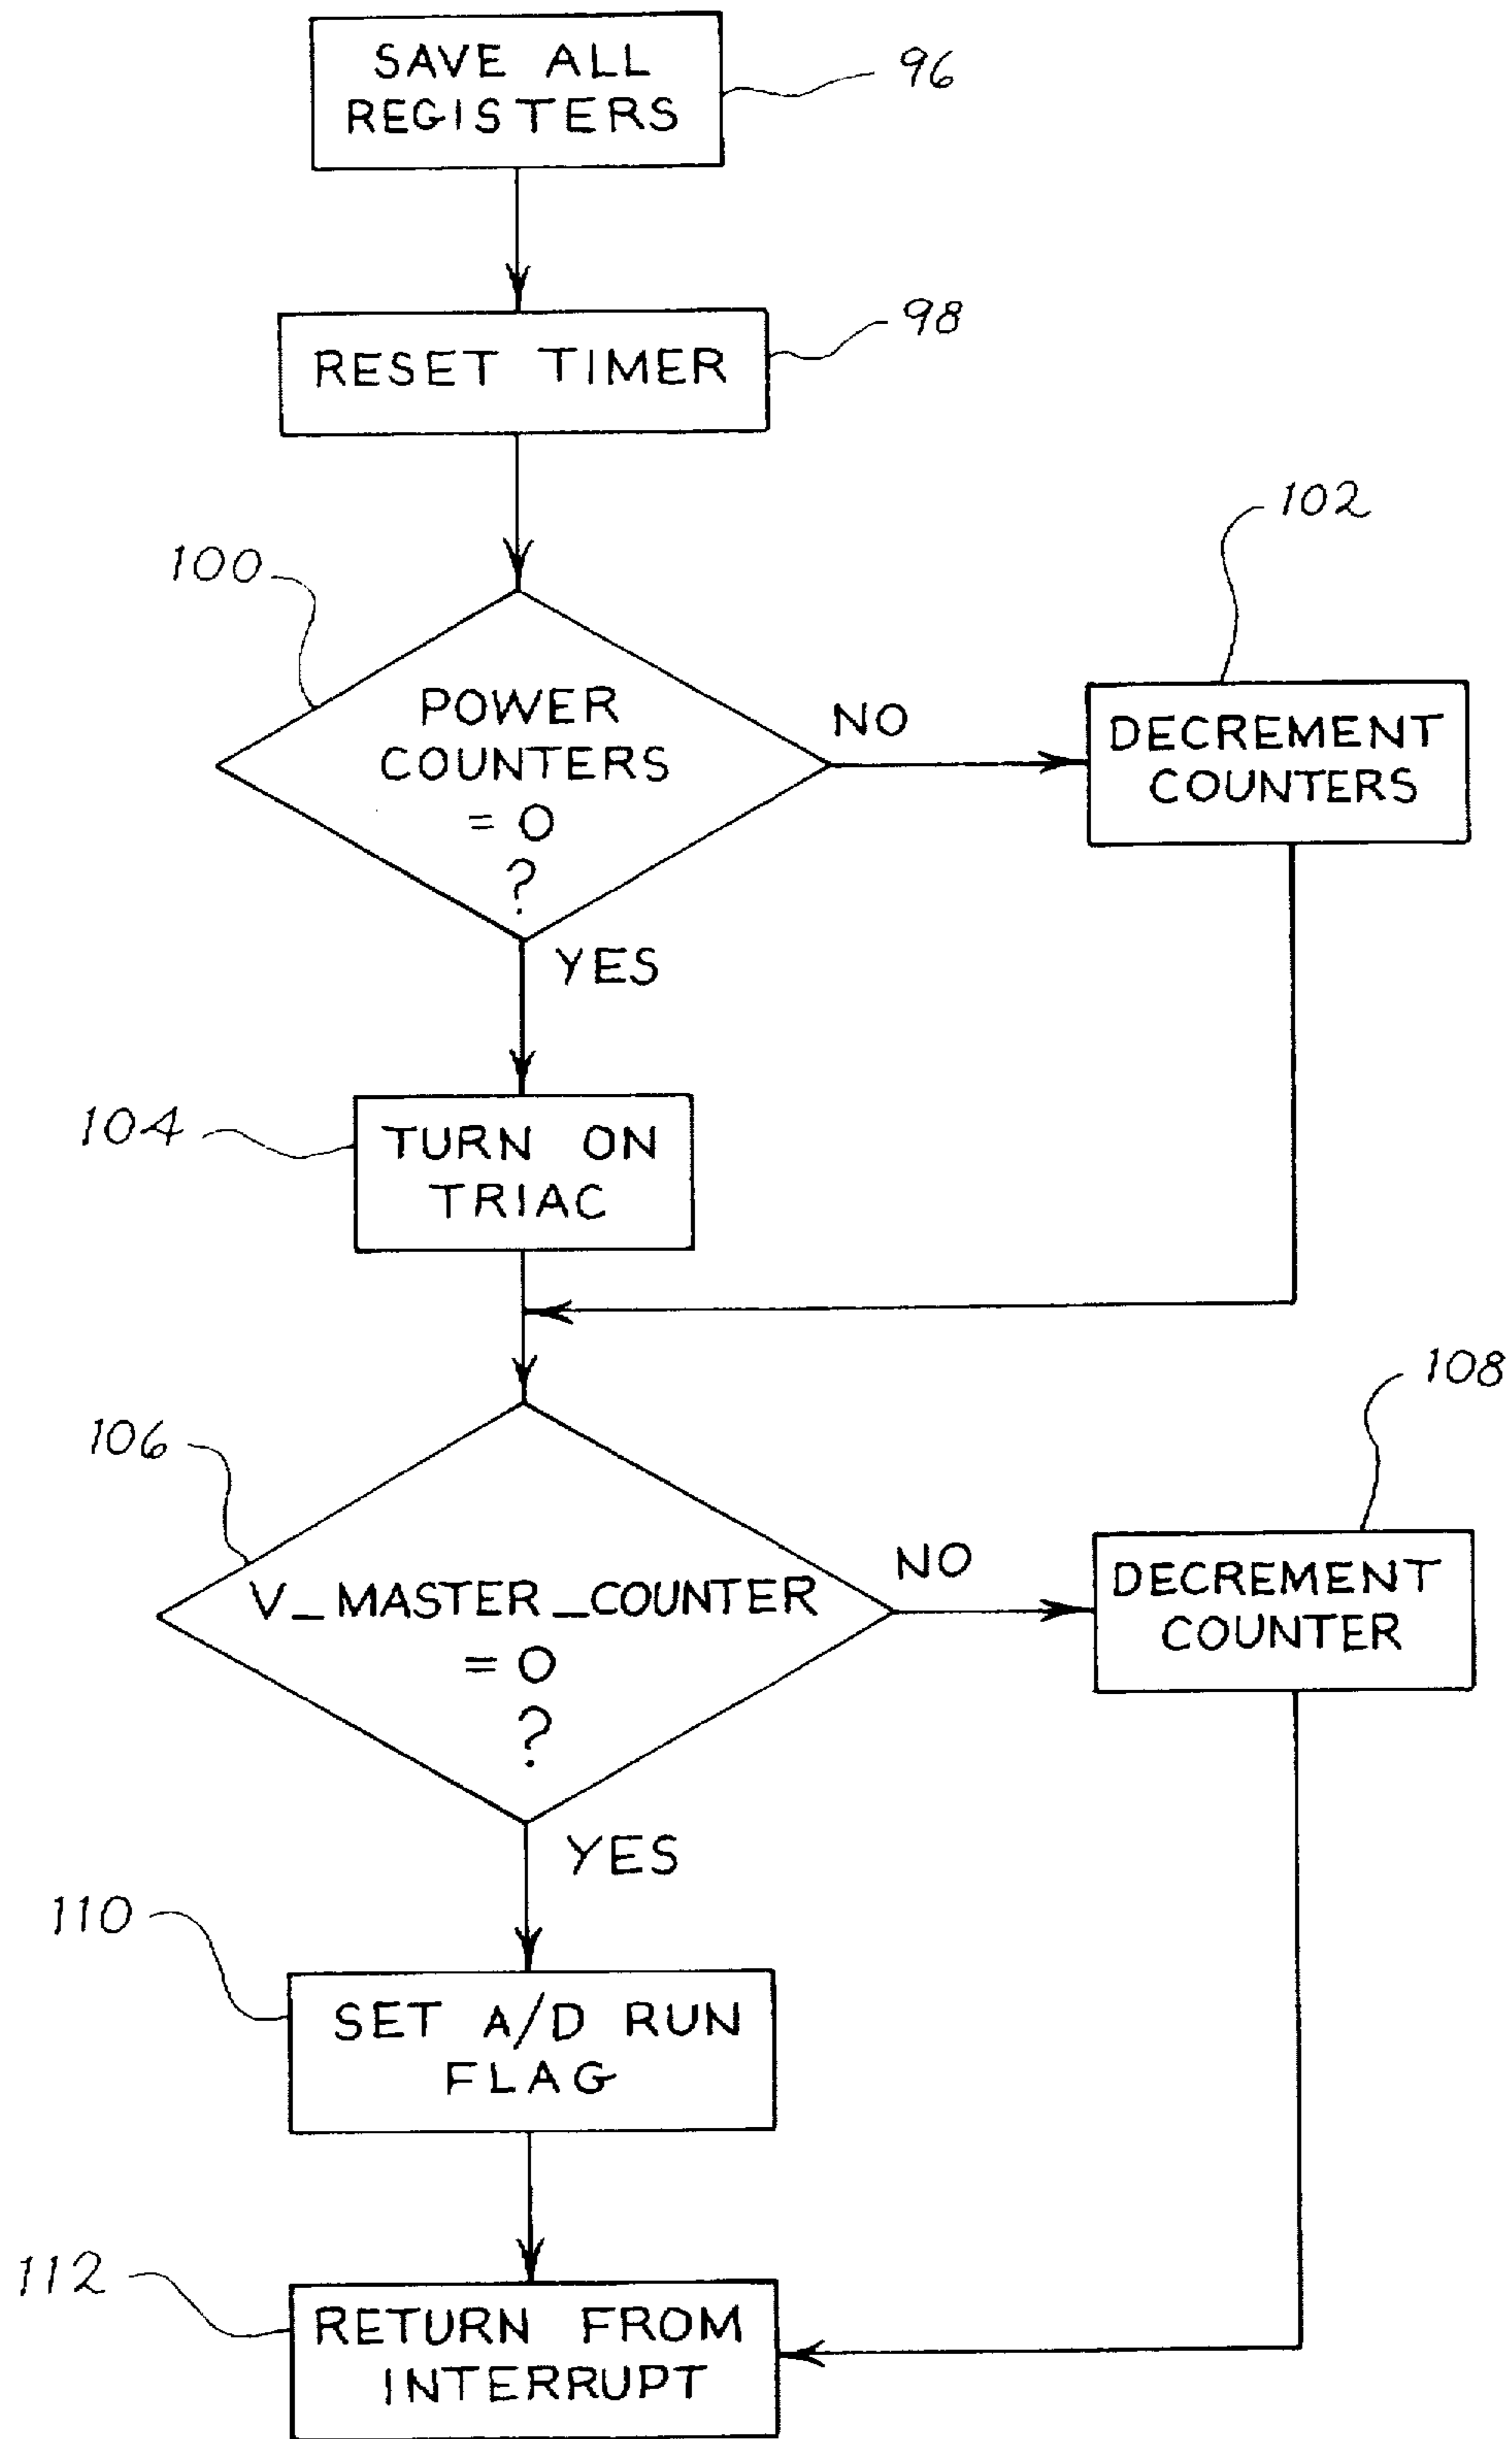 SAVE ALL
REGISTERS
96
RESET TIMER
98
100
POWER
COUNTERS
= 0
?
NO
102
DECREMENT
COUNTERS
YES
104
TURN ON
TRIAC
106
V_MASTER_COUNTER
= 0
?
NO
108
DECREMENT
COUNTER
YES
110
SET A/D RUN
FLAG
112
RETURN FROM
INTERRUPT